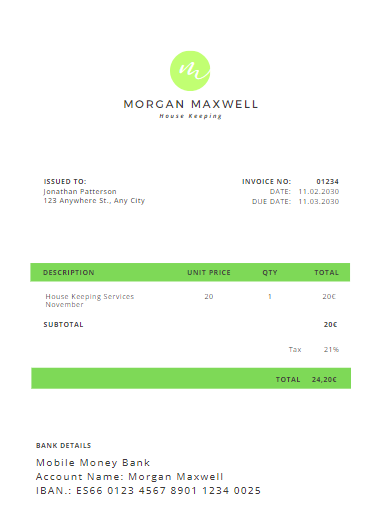 m
MORGAN MAXWELL
House Keeping
ISSUED TO:
Jonathan Patterson
123 Anywhere St., Any City
INVOICE NO: 01234
DATE: 11.02.2030
DUE DATE: 11.03.2030
DESCRIPTION UNIT PRICE QTY TOTAL
House Keeping Services 20 1 20€
November
SUBTOTAL 20€
Tax 21%
TOTAL 24,20€
BANK DETAILS
Mobile Money Bank
Account Name: Morgan Maxwell
IBAN.: ES66 0123 4567 8901 1234 0025